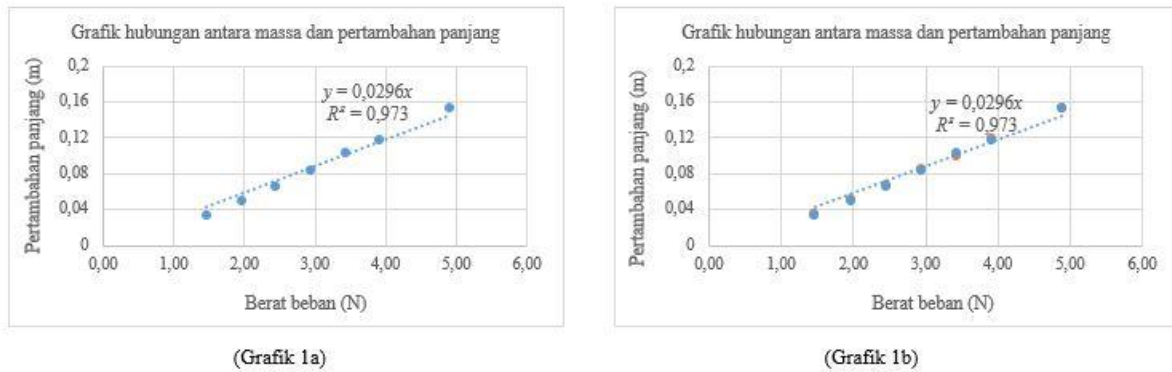 Grafik hubungan antara massa dan pertambahan panjang
Pertambahan panjang (m)
0,2
0,16
0,12
0,08
0,04
0
y = 0,0296x
R² = 0,973
0,00 1,00 2,00 3,00 4,00 5,00 6,00
Berat beban (N)
(Grafik 1a)
Grafik hubungan antara massa dan pertambahan panjang
Pertambahan panjang (m)
0,2
0,16
0,12
0,08
0,04
0
y = 0,0296x
R² = 0,973
0,00 1,00 2,00 3,00 4,00 5,00 6,00
Berat beban (N)
(Grafik 1b)